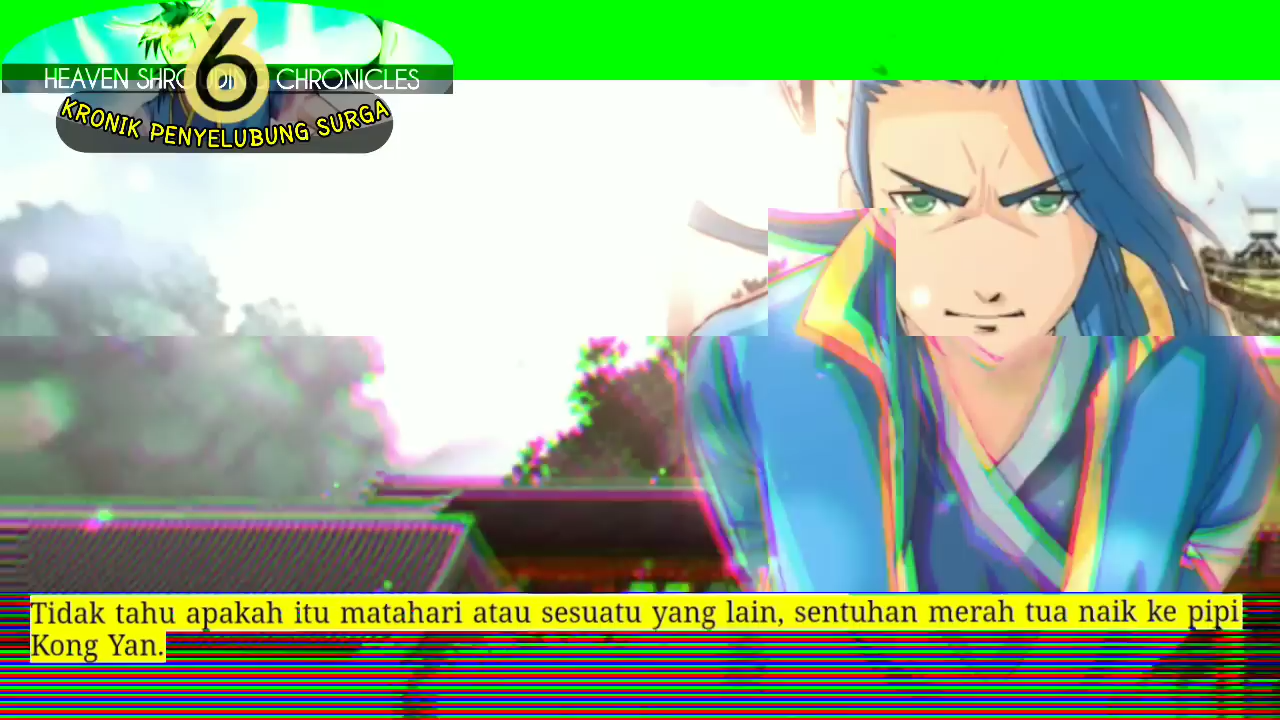 6
HEAVEN SHROUDING CHRONICLES
KRONIK PENYELUBUNG SURGA
Tidak tahu apakah itu matahari atau sesuatu yang lain, sentuhan merah tua naik ke pipi
Kong Yan.